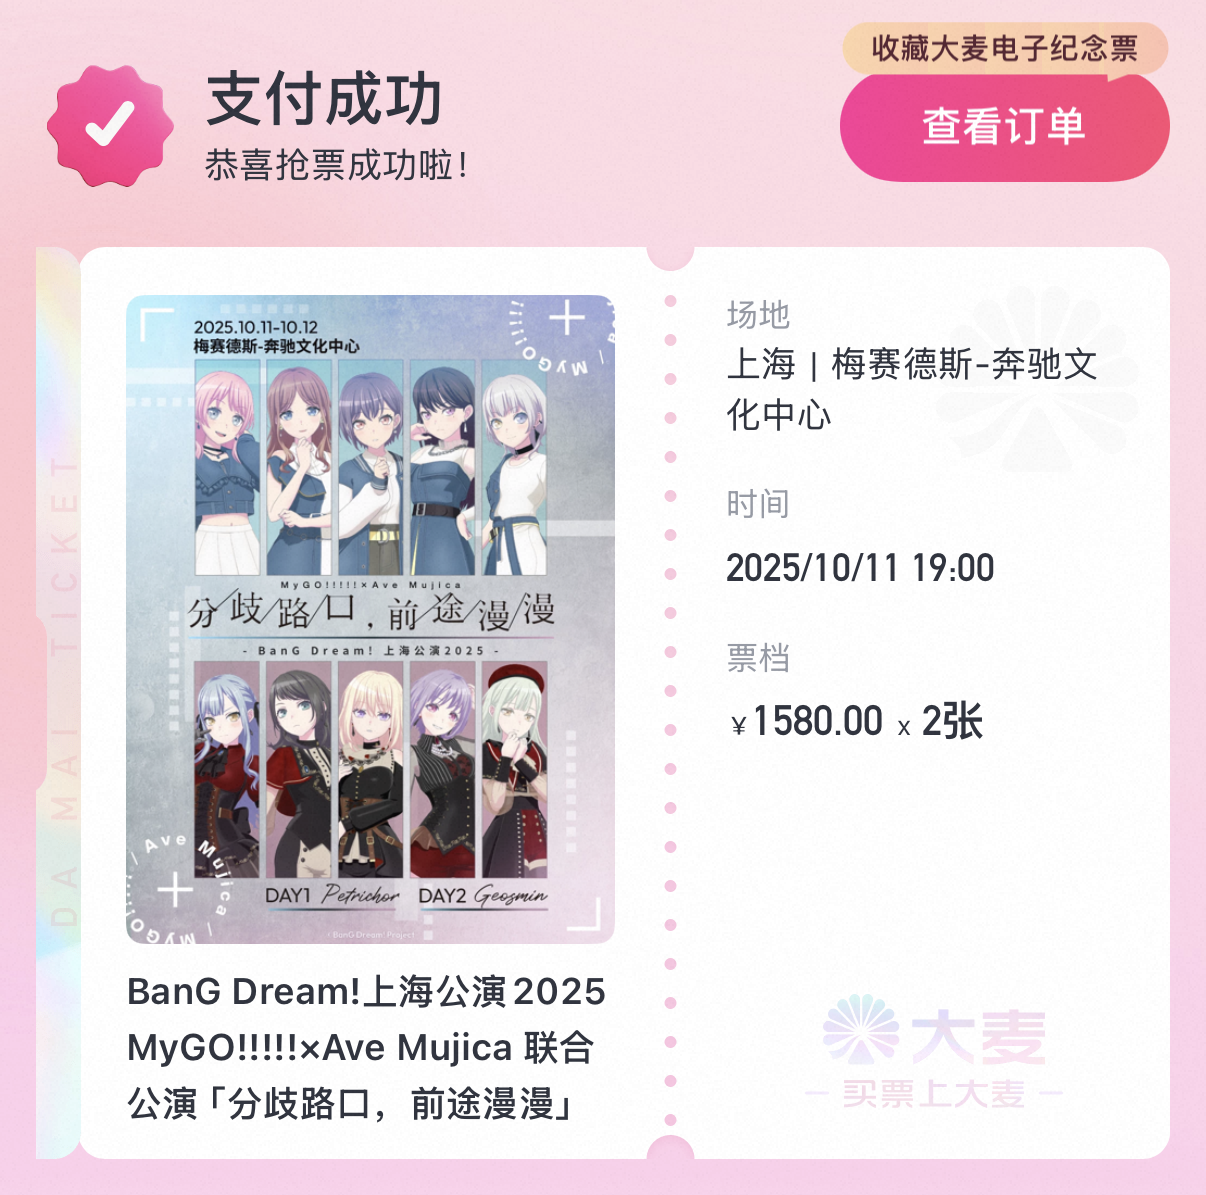 收藏大麦电子纪念票
支付成功
恭喜抢票成功啦！
查看订单
DA MAI TICKET
2025.10.11-10.12
梅赛德斯-奔驰文化中心
MyGO!!!!!
MyGO!!!!!×Ave Mujica
分歧路口，前途漫漫
- BanG Dream! 上海公演2025 -
/ Ave Mujica /
MyGO!!!!!
DAY1 Petrichor DAY2 Geosmin
BanG Dream! Project
BanG Dream!上海公演2025
MyGO!!!!!×Ave Mujica 联合
公演「分歧路口，前途漫漫」
场地
上海 | 梅赛德斯-奔驰文
化中心
时间
2025/10/11 19:00
票档
￥1580.00 x 2张
大麦
— 买票上大麦 —